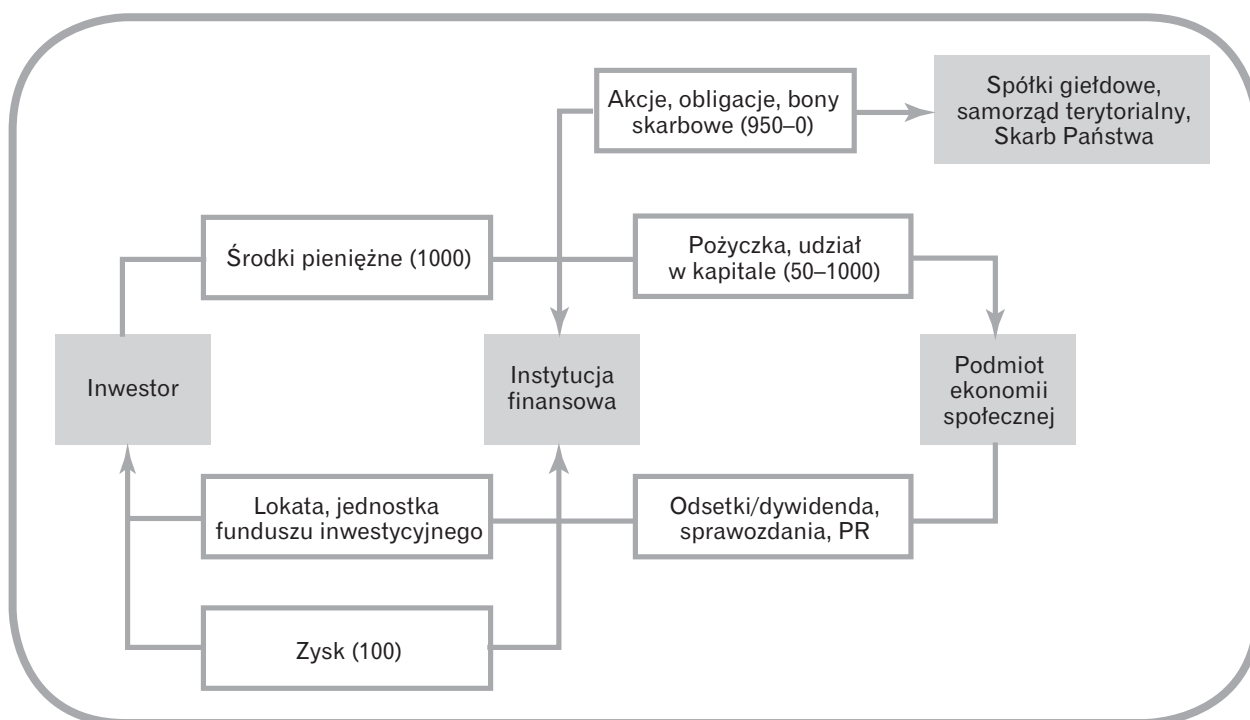 Akcje, obligacje, bony
skarbowe (950–0)
Spółki giełdowe,
samorząd terytorialny,
Skarb Państwa
Środki pieniężne (1000)
Pożyczka, udział
w kapitale (50–1000)
Inwestor
Instytucja
finansowa
Podmiot
ekonomii
społecznej
Lokata, jednostka
funduszu inwestycyjnego
Odsetki/dywidenda,
sprawozdania, PR
Zysk (100)